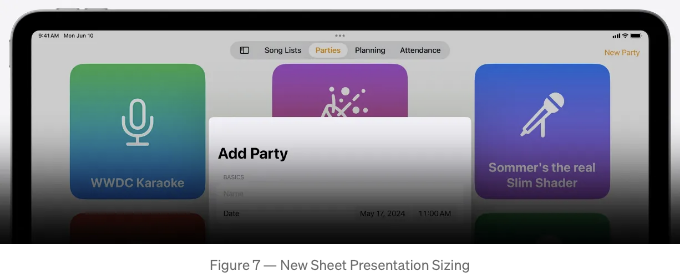 9:41 AM Mon Jun 10
Song Lists Parties Planning Attendance
New Party
WWDC Karaoke
Sommer's the real
Slim Shader
Add Party
BASICS
Name
Date May 17, 2024 11:00 AM
Figure 7 — New Sheet Presentation Sizing